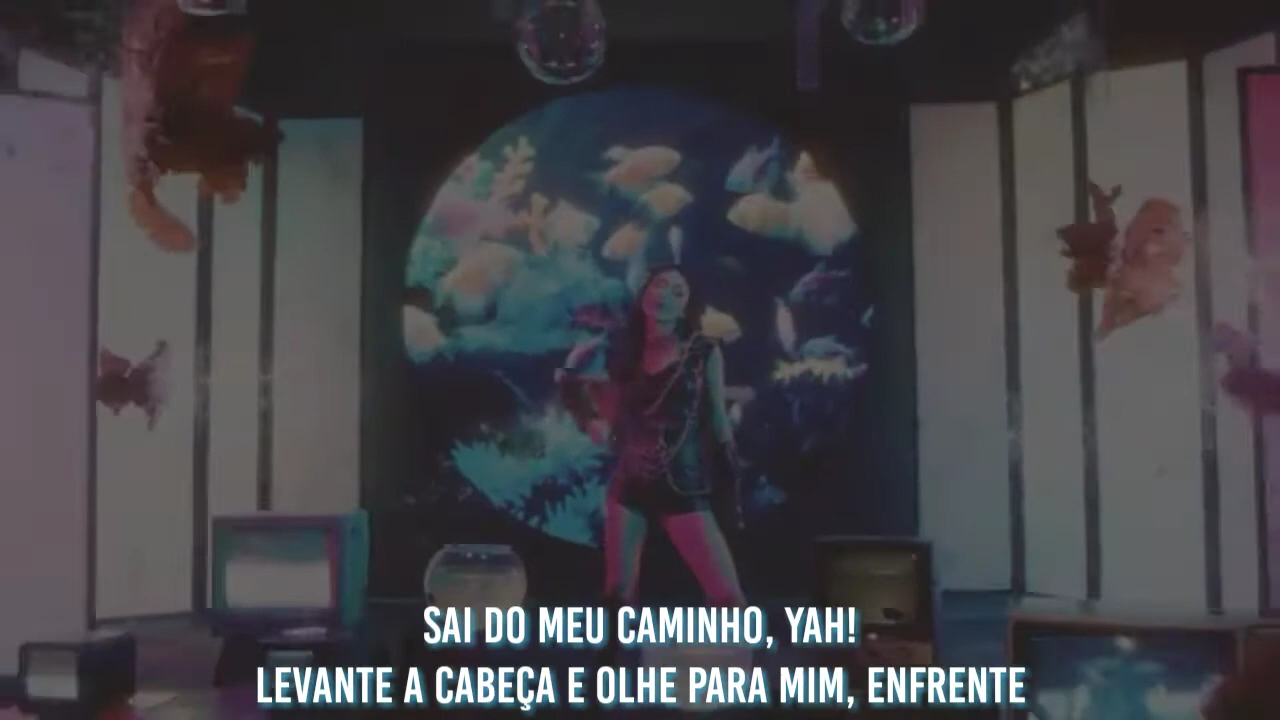 SAI DO MEU CAMINHO, YAH!
LEVANTE A CABEÇA E OLHE PARA MIM, ENFRENTE